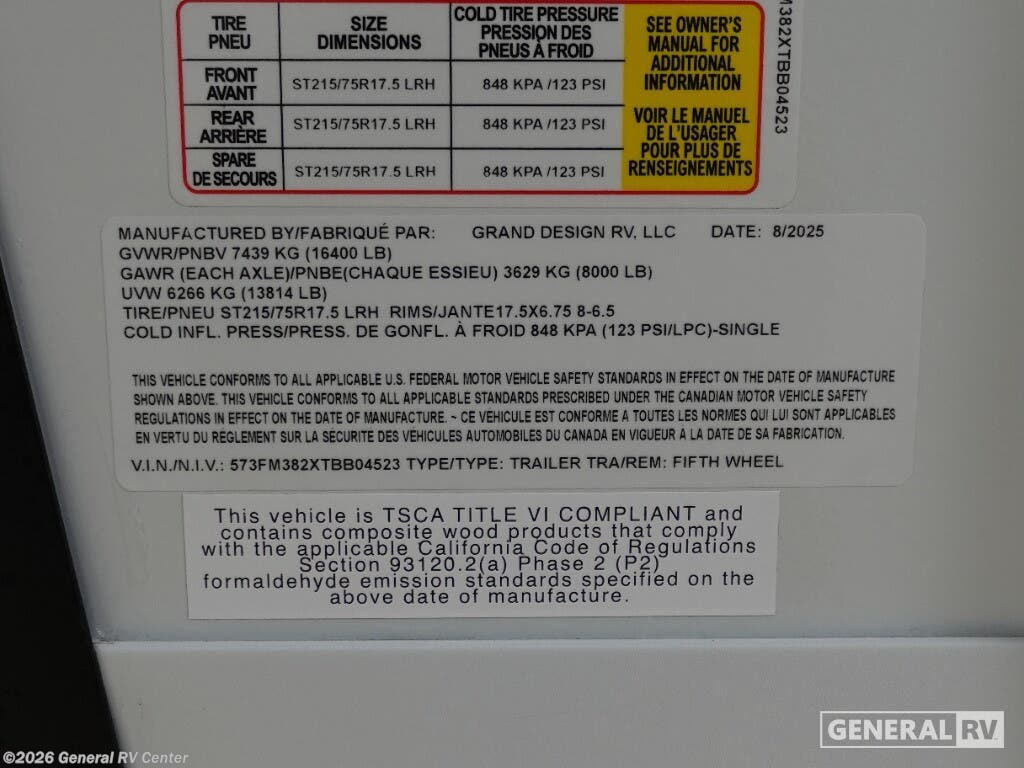 TIRE
PNEU
SIZE
DIMENSIONS
COLD TIRE PRESSURE
PRESSION DES
PNEUS À FROID
FRONT
AVANT
ST215/75R17.5 LRH
848 KPA /123 PSI
REAR
ARRIÈRE
ST215/75R17.5 LRH
848 KPA /123 PSI
SPARE
DE SECOURS
ST215/75R17.5 LRH
848 KPA /123 PSI
SEE OWNER'S
MANUAL FOR
ADDITIONAL
INFORMATION
VOIR LE MANUEL
DE L'USAGER
POUR PLUS DE
RENSEIGNEMENTS
M382XTBB04523
MANUFACTURED BY/FABRIQUÉ PAR: GRAND DESIGN RV, LLC DATE: 8/2025
GVWR/PNBV 7439 KG (16400 LB)
GAWR (EACH AXLE)/PNBE(CHAQUE ESSIEU) 3629 KG (8000 LB)
UVW 6266 KG (13814 LB)
TIRE/PNEU ST215/75R17.5 LRH RIMS/JANTE17.5X6.75 8-6.5
COLD INFL. PRESS/PRESS. DE GONFL. À FROID 848 KPA (123 PSI/LPC)-SINGLE
THIS VEHICLE CONFORMS TO ALL APPLICABLE U.S. FEDERAL MOTOR VEHICLE SAFETY STANDARDS IN EFFECT ON THE DATE OF MANUFACTURE
SHOWN ABOVE. THIS VEHICLE CONFORMS TO ALL APPLICABLE STANDARDS PRESCRIBED UNDER THE CANADIAN MOTOR VEHICLE SAFETY
REGULATIONS IN EFFECT ON THE DATE OF MANUFACTURE. ~ CE VÉHICULE EST CONFORME A TOUTES LES NORMES QUI LUI SONT APPLICABLES
EN VERTU DU RÈGLEMENT SUR LA SÉCURITÉ DES VÉHICULES AUTOMOBILES DU CANADA EN VIGUEUR À LA DATE DE SA FABRICATION.
V.I.N./N.I.V.: 573FM382XTBB04523 TYPE/TYPE: TRAILER TRA/REM: FIFTH WHEEL
This vehicle is TSCA TITLE VI COMPLIANT and
contains composite wood products that comply
with the applicable California Code of Regulations
Section 93120.2(a) Phase 2 (P2)
formaldehyde emission standards specified on the
above date of manufacture.
GENERAL RV
©2026 General RV Center